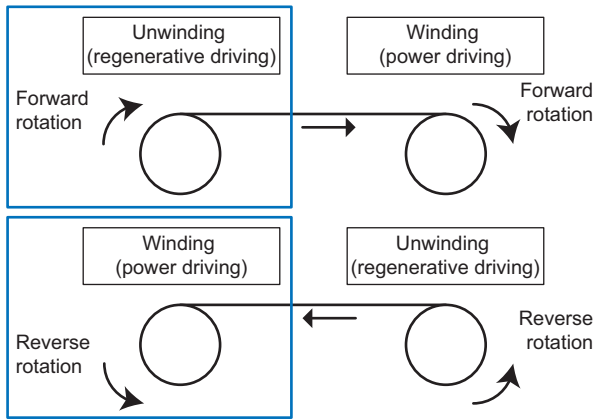 Unwinding
(regenerative driving)
Winding
(power driving)
Forward
rotation
Forward
rotation
Winding
(power driving)
Unwinding
(regenerative driving)
Reverse
rotation
Reverse
rotation